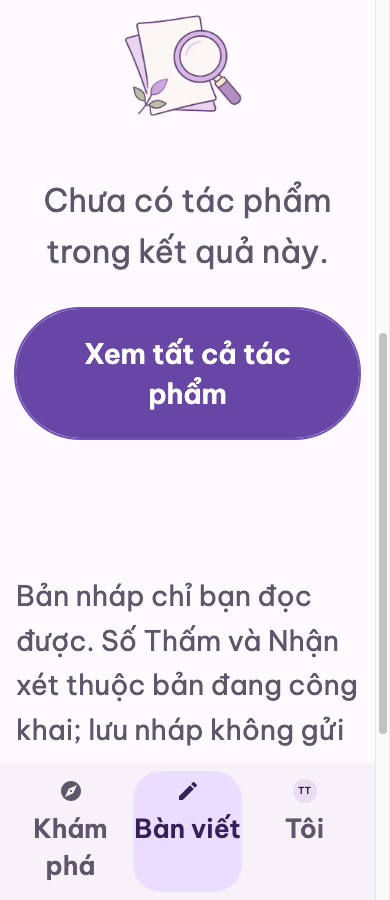 Chưa có tác phẩm
trong kết quả này.
Xem tất cả tác
phẩm
Bản nháp chỉ bạn đọc
được. Số Thấm và Nhận
xét thuộc bản đang công
khai; lưu nháp không gửi
Khám
phá
Bàn viết
TT
Tôi